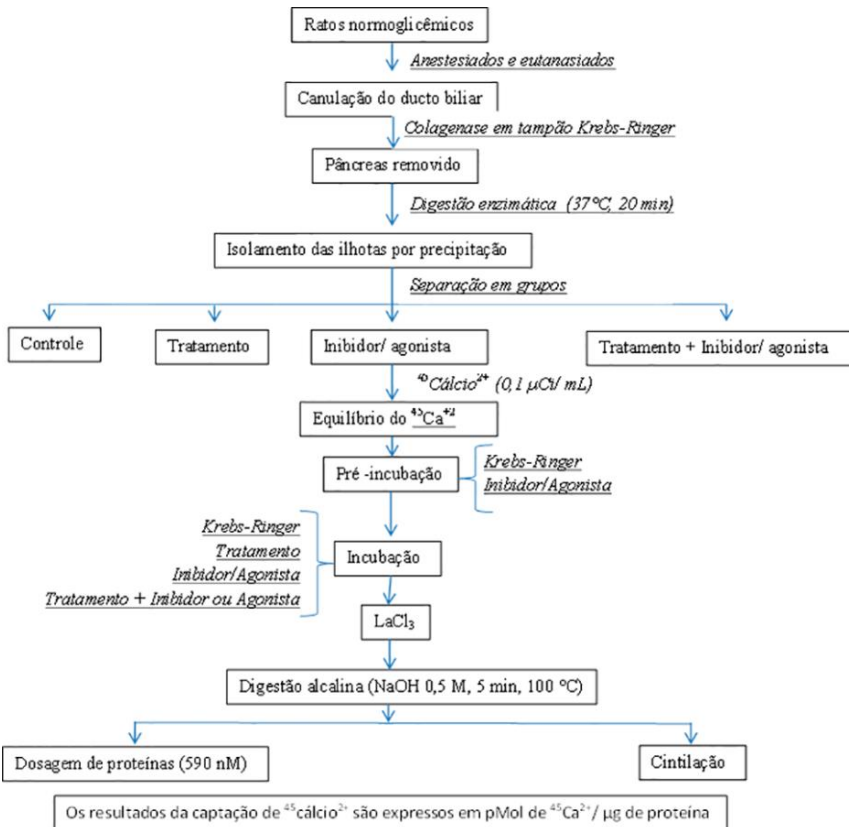 Ratos normoglicêmicos
Anestesiados e eutanasiados
Canulação do ducto biliar
Colagenase em tampão Krebs-Ringer
Pâncreas removido
Digestão enzimática (37°C, 20 min)
Isolamento das ilhotas por precipitação
Separação em grupos
Controle
Tratamento
Inibidor/ agonista
Tratamento + Inibidor/ agonista
⁴⁵Cálcio²⁺ (0,1 µCi/ mL)
Equilíbrio do ⁴⁵Ca⁺²
Pré -incubação
Krebs-Ringer
Inibidor/Agonista
Krebs-Ringer
Tratamento
Inibidor/Agonista
Tratamento + Inibidor ou Agonista
Incubação
LaCl₃
Digestão alcalina (NaOH 0,5 M, 5 min, 100 °C)
Dosagem de proteínas (590 nM)
Cintilação
Os resultados da captação de ⁴⁵cálcio²⁺ são expressos em pMol de ⁴⁵Ca²⁺/ µg de proteína